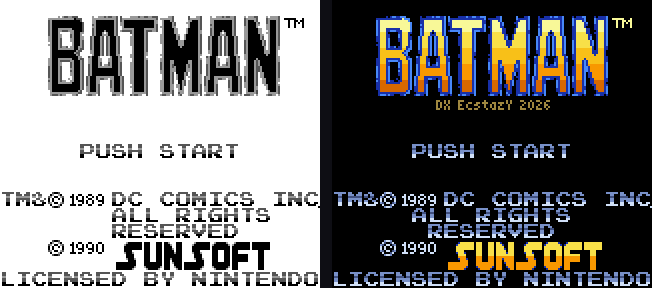 BATMAN™
PUSH START
TM&© 1989 DC COMICS INC
ALL RIGHTS
RESERVED
© 1990 SUNSOFT
LICENSED BY NINTENDO
BATMAN™
DX EcstazY 2026
PUSH START
TM&© 1989 DC COMICS INC
ALL RIGHTS
RESERVED
© 1990 SUNSOFT
LICENSED BY NINTENDO